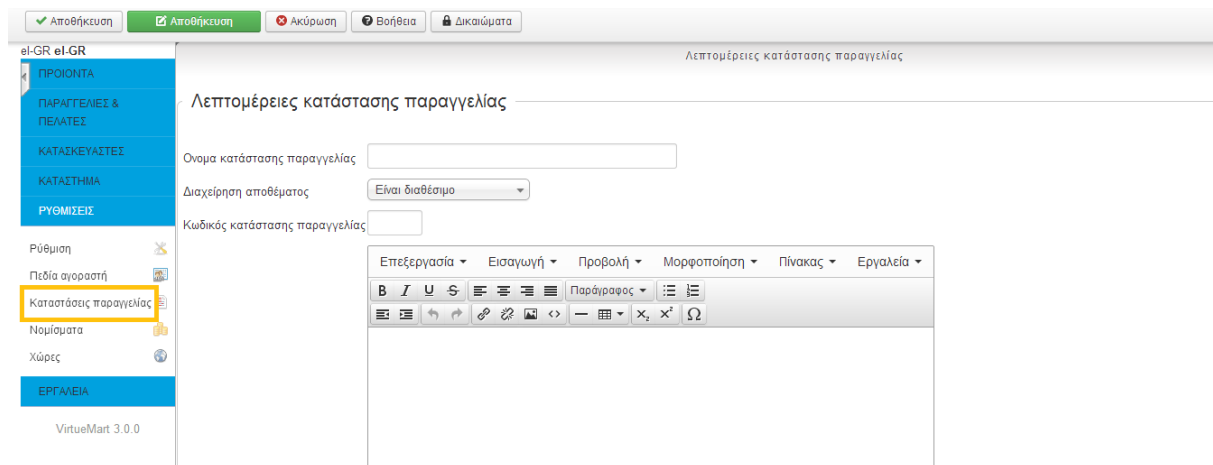 Αποθήκευση Αποθήκευση Ακύρωση Βοήθεια Δικαιώματα
el-GR el-GR
Λεπτομέρειες κατάστασης παραγγελίας
ΠΡΟΙΟΝΤΑ
ΠΑΡΑΓΓΕΛΙΕΣ &
ΠΕΛΑΤΕΣ
ΚΑΤΑΣΚΕΥΑΣΤΕΣ
ΚΑΤΑΣΤΗΜΑ
ΡΥΘΜΙΣΕΙΣ
Ρύθμιση
Πεδία αγοραστή
Καταστάσεις παραγγελίας
Νομίσματα
Χώρες
ΕΡΓΑΛΕΙΑ
VirtueMart 3.0.0
Λεπτομέρειες κατάστασης παραγγελίας
Ονομα κατάστασης παραγγελίας
Διαχείρηση αποθέματος Είναι διαθέσιμο
Κωδικός κατάστασης παραγγελίας
Επεξεργασία Εισαγωγή Προβολή Μορφοποίηση Πίνακας Εργαλεία
B I U S Παράγραφος
X₂ X² Ω